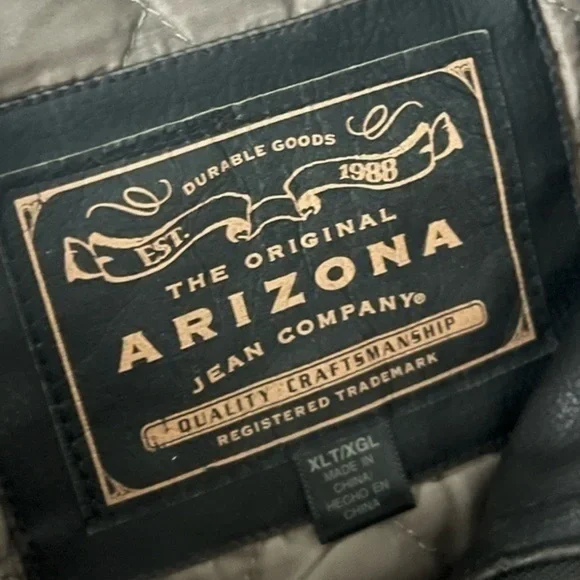 DURABLE GOODS
EST. 1988
THE ORIGINAL
ARIZONA
JEAN COMPANY®
QUALITY CRAFTSMANSHIP
REGISTERED TRADEMARK
XLT/XGL
MADE IN
CHINA
HECHO EN
CHINA